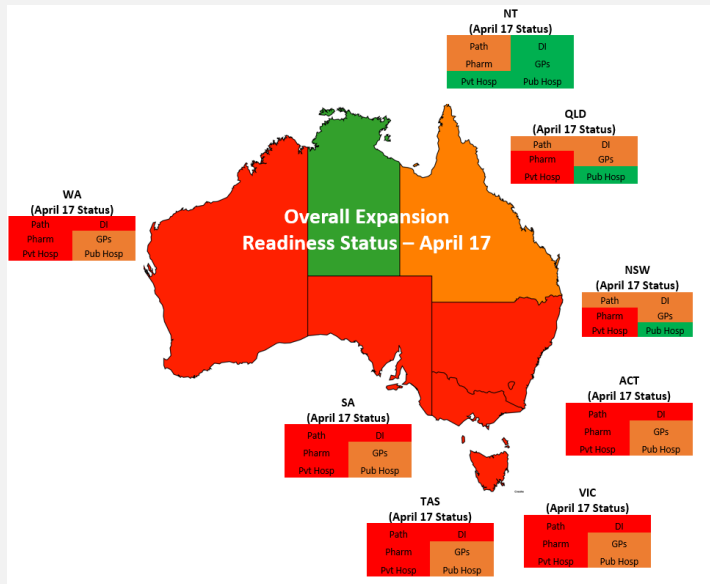 NT
(April 17 Status)
Path DI
Pharm GPs
Pvt Hosp Pub Hosp
QLD
(April 17 Status)
Path DI
Pharm GPs
Pvt Hosp Pub Hosp
WA
(April 17 Status)
Path DI
Pharm GPs
Pvt Hosp Pub Hosp
Overall Expansion
Readiness Status – April 17
NSW
(April 17 Status)
Path DI
Pharm GPs
Pvt Hosp Pub Hosp
ACT
(April 17 Status)
Path DI
Pharm GPs
Pvt Hosp Pub Hosp
SA
(April 17 Status)
Path DI
Pharm GPs
Pvt Hosp Pub Hosp
VIC
(April 17 Status)
Path DI
Pharm GPs
Pvt Hosp Pub Hosp
TAS
(April 17 Status)
Path DI
Pharm GPs
Pvt Hosp Pub Hosp